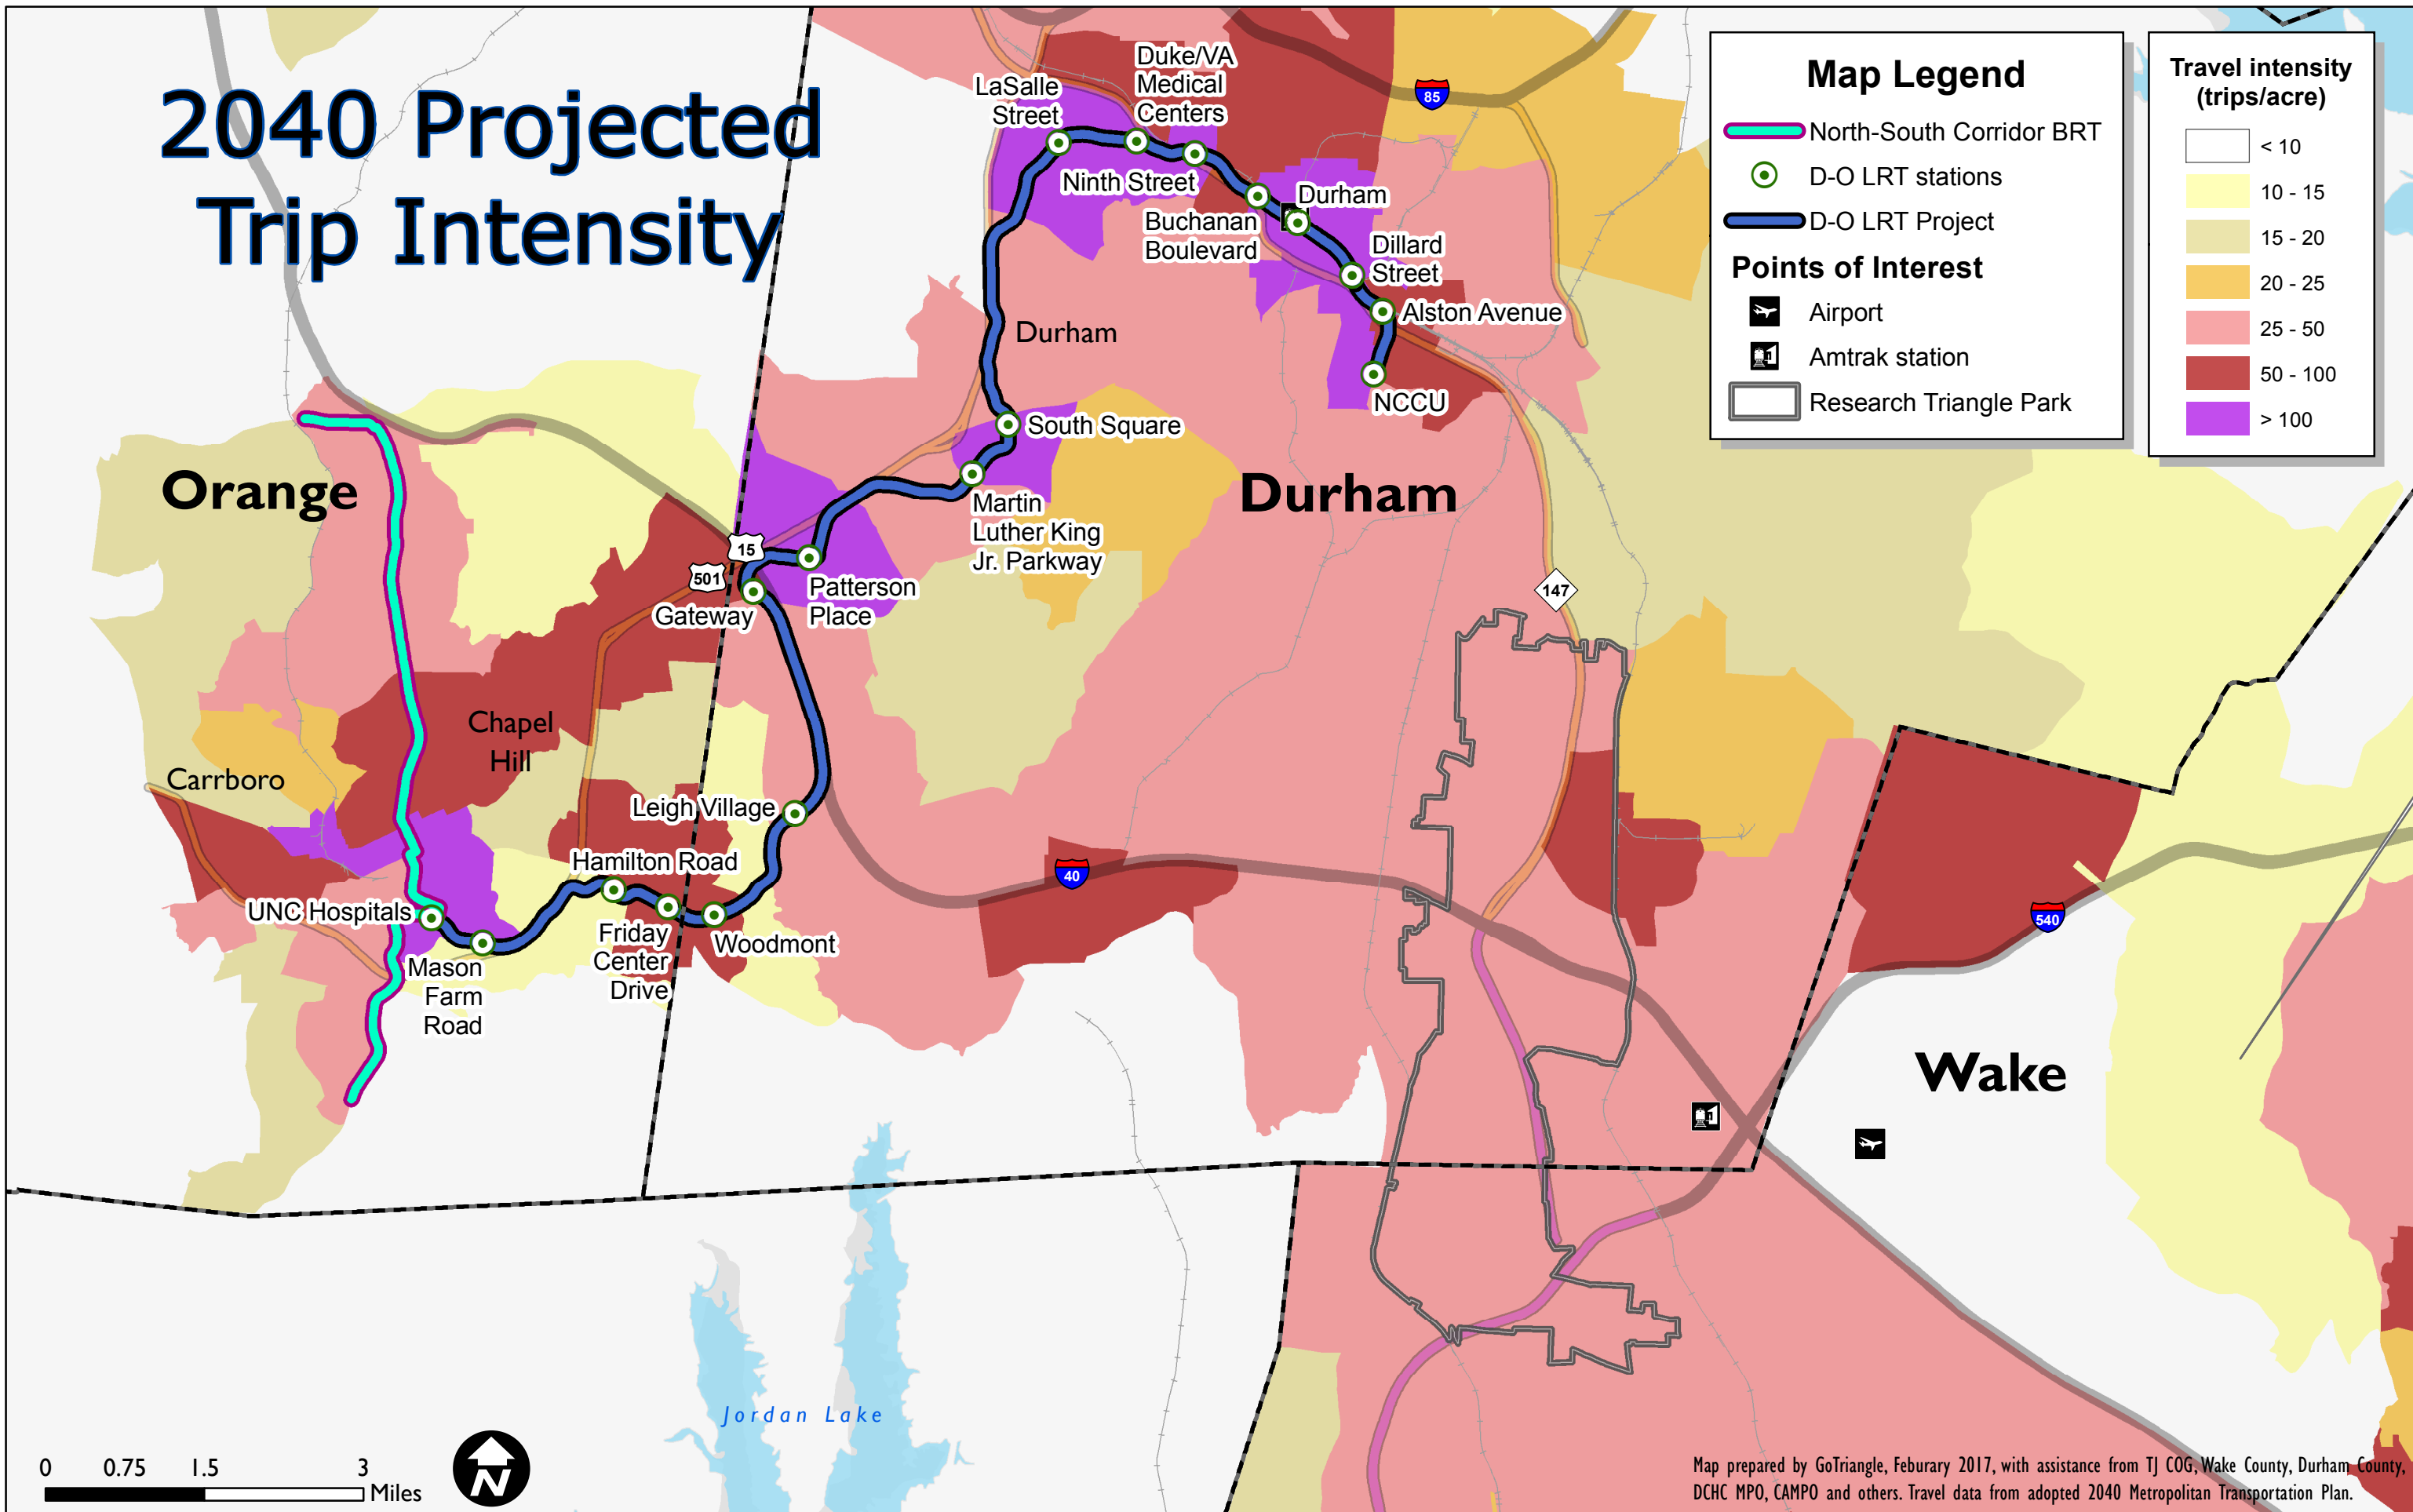 2040 Projected
Trip Intensity
Map Legend
North-South Corridor BRT
D-O LRT stations
D-O LRT Project
Points of Interest
Airport
Amtrak station
Research Triangle Park
Travel intensity
(trips/acre)
< 10
10 - 15
15 - 20
20 - 25
25 - 50
50 - 100
> 100
85
Duke/VA
Medical
Centers
LaSalle
Street
Ninth Street
Durham
Buchanan
Boulevard
Dillard
Street
Alston Avenue
NCCU
Durham
South Square
Martin
Luther King
Jr. Parkway
Orange
Durham
15
501
Patterson
Place
Gateway
147
Chapel
Hill
Carrboro
Leigh Village
Hamilton Road
UNC Hospitals
Friday
Center
Drive
Woodmont
Mason
Farm
Road
40
540
Wake
Jordan Lake
0 0.75 1.5 3
Miles
N
Map prepared by GoTriangle, Feburary 2017, with assistance from TJ COG, Wake County, Durham County,
DCHC MPO, CAMPO and others. Travel data from adopted 2040 Metropolitan Transportation Plan.